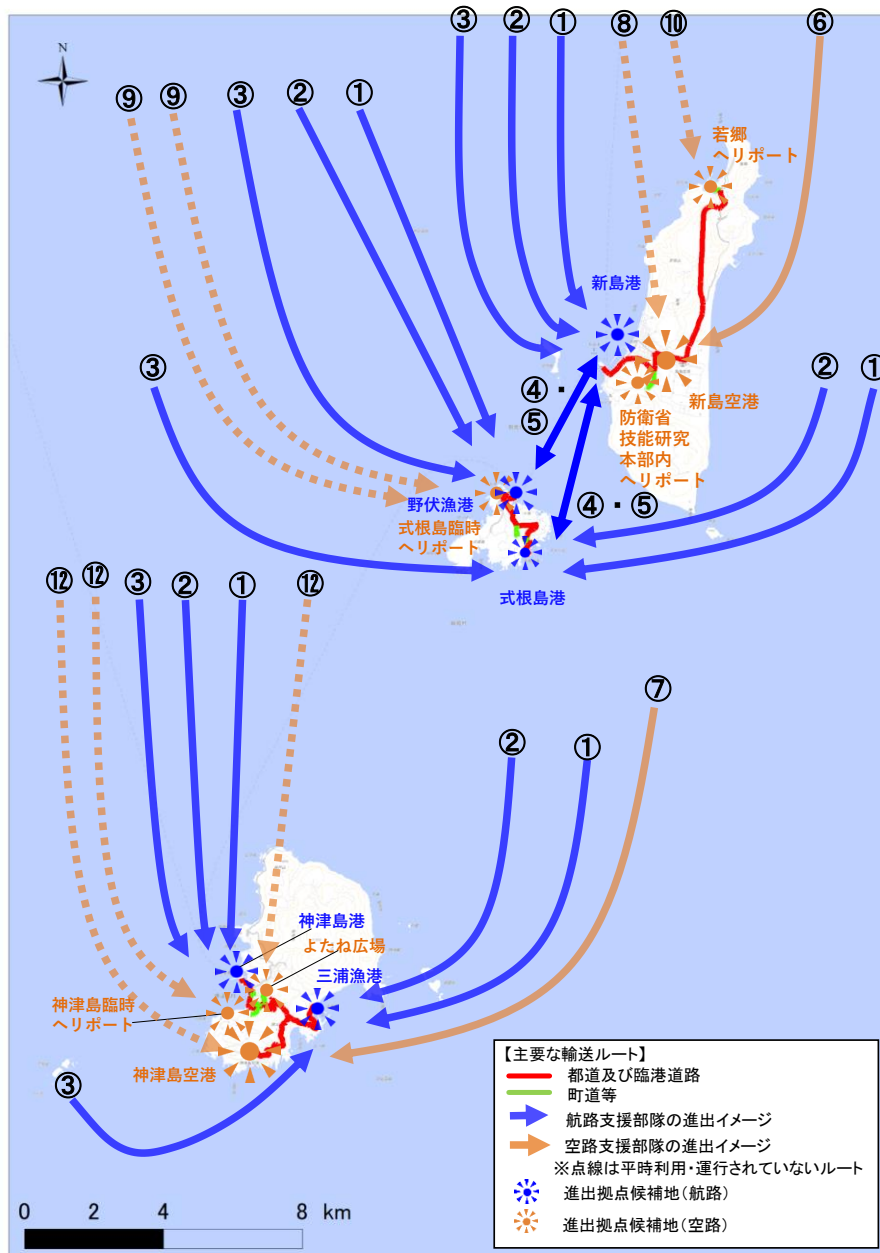 ③
②
①
⑧
⑩
⑥
N
⑨
⑨
③
②
①
若郷
ヘリポート
新島港
③
②
①
④・
⑤
新島空港
防衛省
技能研究
本部内
ヘリポート
野伏漁港
④・⑤
式根島臨時
ヘリポート
式根島港
⑫
⑫
③
②
①
⑫
⑦
②
①
神津島港
よたね広場
三浦漁港
神津島臨時
ヘリポート
神津島空港
③
【主要な輸送ルート】
都道及び臨港道路
町道等
航路支援部隊の進出イメージ
空路支援部隊の進出イメージ
※点線は平時利用・運行されていないルート
進出拠点候補地(航路)
進出拠点候補地(空路)
0 2 4 8 km